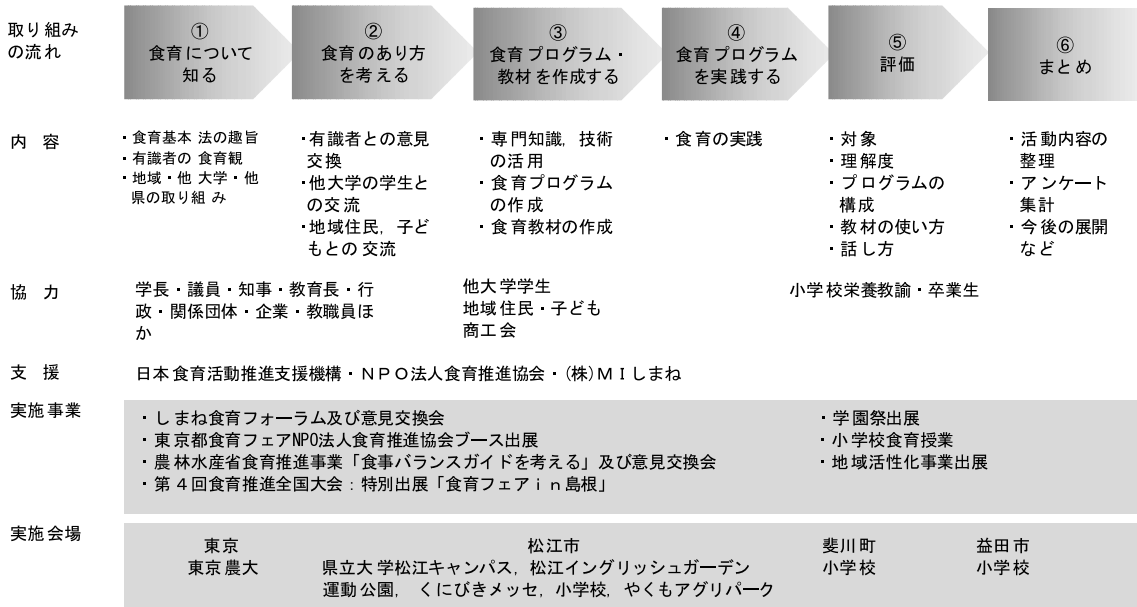 取り組み
の流れ
①
食育について
知る
②
食育のあり方
を考える
③
食育プログラム・
教材を作成する
④
食育プログラム
を実践する
⑤
評価
⑥
まとめ
内 容
・食育基本 法の趣旨
・有識者の 食育観
・地域・他 大学・他
県の取り組 み
・有識者との意見
交換
・他大学の学生と
の交流
・地域住民，子ど
もとの交流
・専門知識，技術
の活用
・食育プログラム
の作成
・食育教材の作成
・食育の実践
・対象
・理解度
・プログラムの
構成
・教材の使い方
・話し方
・活動内容の
整理
・アンケート
集計
・今後の展開
など
協 力
学長・議員・知事・教育長・行
政・関係団体・企業・教職員ほ
か
他大学学生
地域住民・子ども
商工会
小学校栄養教諭・卒業生
支 援
日本食育活動推進支援機構・ＮＰＯ法人食育推進協会・(株)ＭＩしまね
実施事業
・しまね食育フォーラム及び意見交換会
・東京都食育フェアNPO法人食育推進協会ブース出展
・農林水産省食育推進事業「食事バランスガイドを考える」及び意見交換会
・第４回食育推進全国大会：特別出展「食育フェアｉｎ島根」
・学園祭出展
・小学校食育授業
・地域活性化事業出展
実施会場
東京
東京農大
松江市
県立大学松江キャンパス，松江イングリッシュガーデン
運動公園， くにびきメッセ，小学校，やくもアグリパーク
斐川町
小学校
益田市
小学校